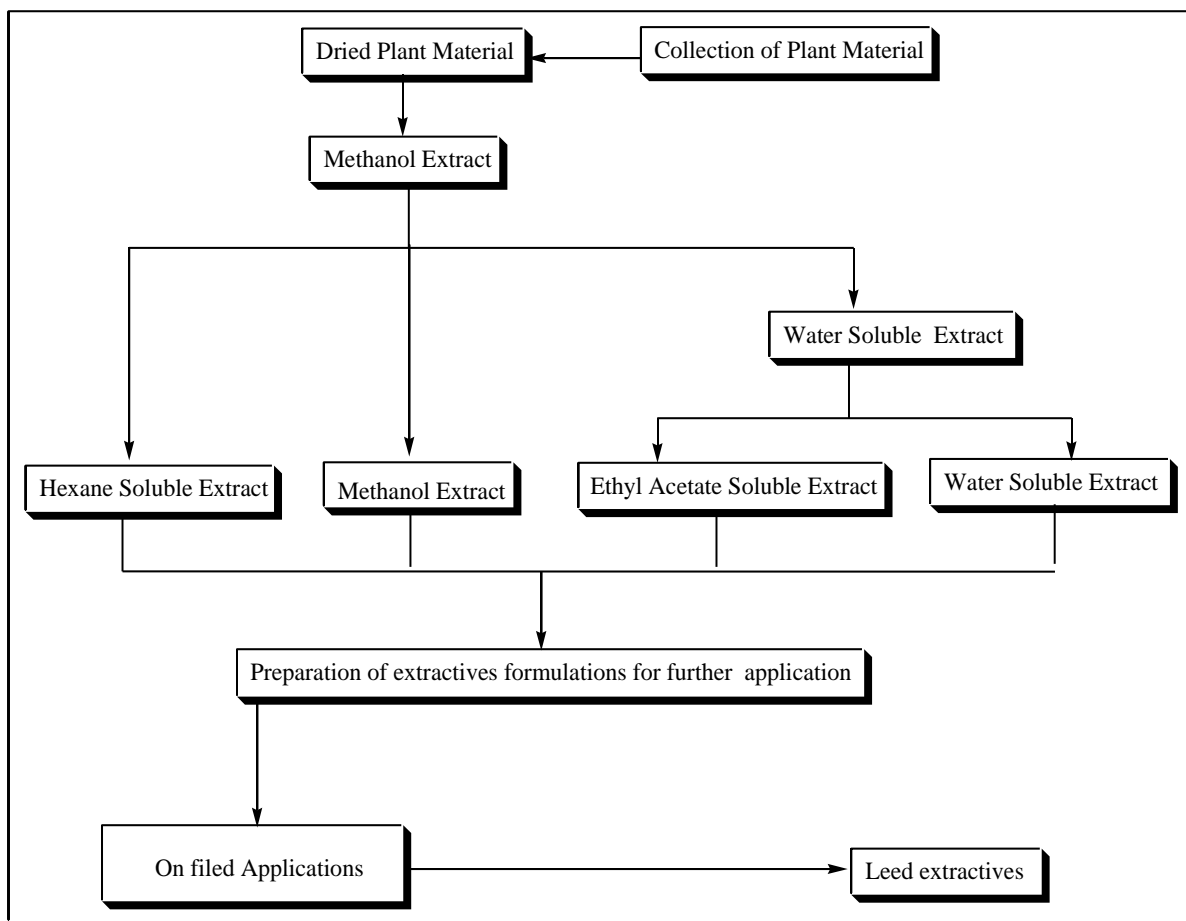 Dried Plant Material
Collection of Plant Material
Methanol Extract
Water Soluble Extract
Hexane Soluble Extract
Methanol Extract
Ethyl Acetate Soluble Extract
Water Soluble Extract
Preparation of extractives formulations for further application
On filed Applications
Leed extractives